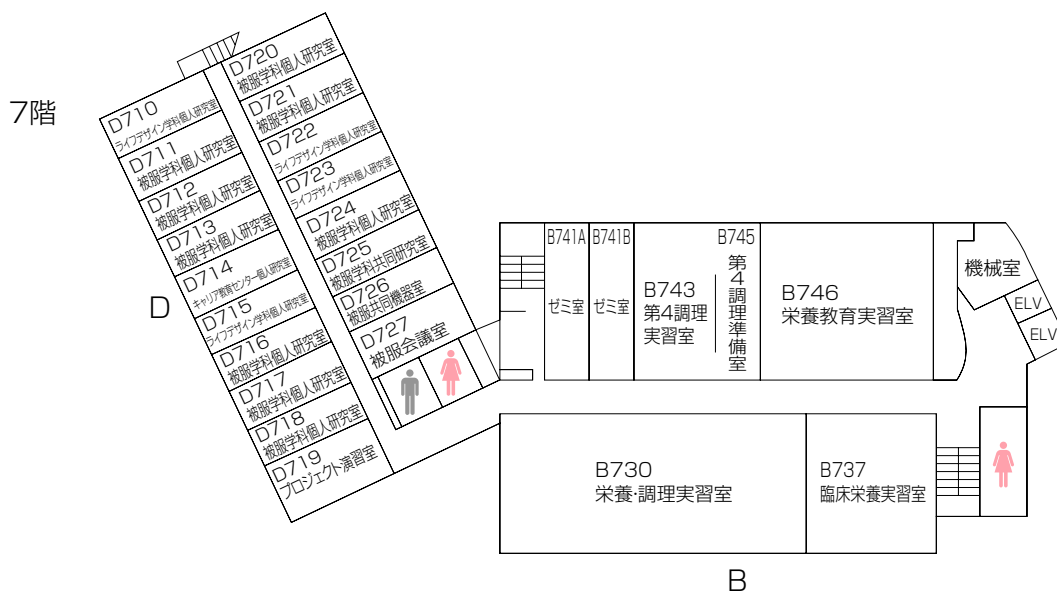 7階
D710
ライフデザイン学科個人研究室
D711
被服学科個人研究室
D712
被服学科個人研究室
D713
被服学科個人研究室
D714
キャリア教育センター個人研究室
D715
ライフデザイン学科個人研究室
D716
被服学科個人研究室
D717
被服学科個人研究室
D718
被服学科個人研究室
D719
プロジェクト演習室
D720
被服学科個人研究室
D721
被服学科個人研究室
D722
ライフデザイン学科個人研究室
D723
ライフデザイン学科個人研究室
D724
被服学科個人研究室
D725
被服学科共同研究室
D726
被服共同機器室
D727
被服会議室
D
B741A
ゼミ室
B741B
ゼミ室
B743
第4調理
実習室
B745
第4調理準備室
B746
栄養教育実習室
機械室
ELV
ELV
B730
栄養・調理実習室
B737
臨床栄養実習室
B